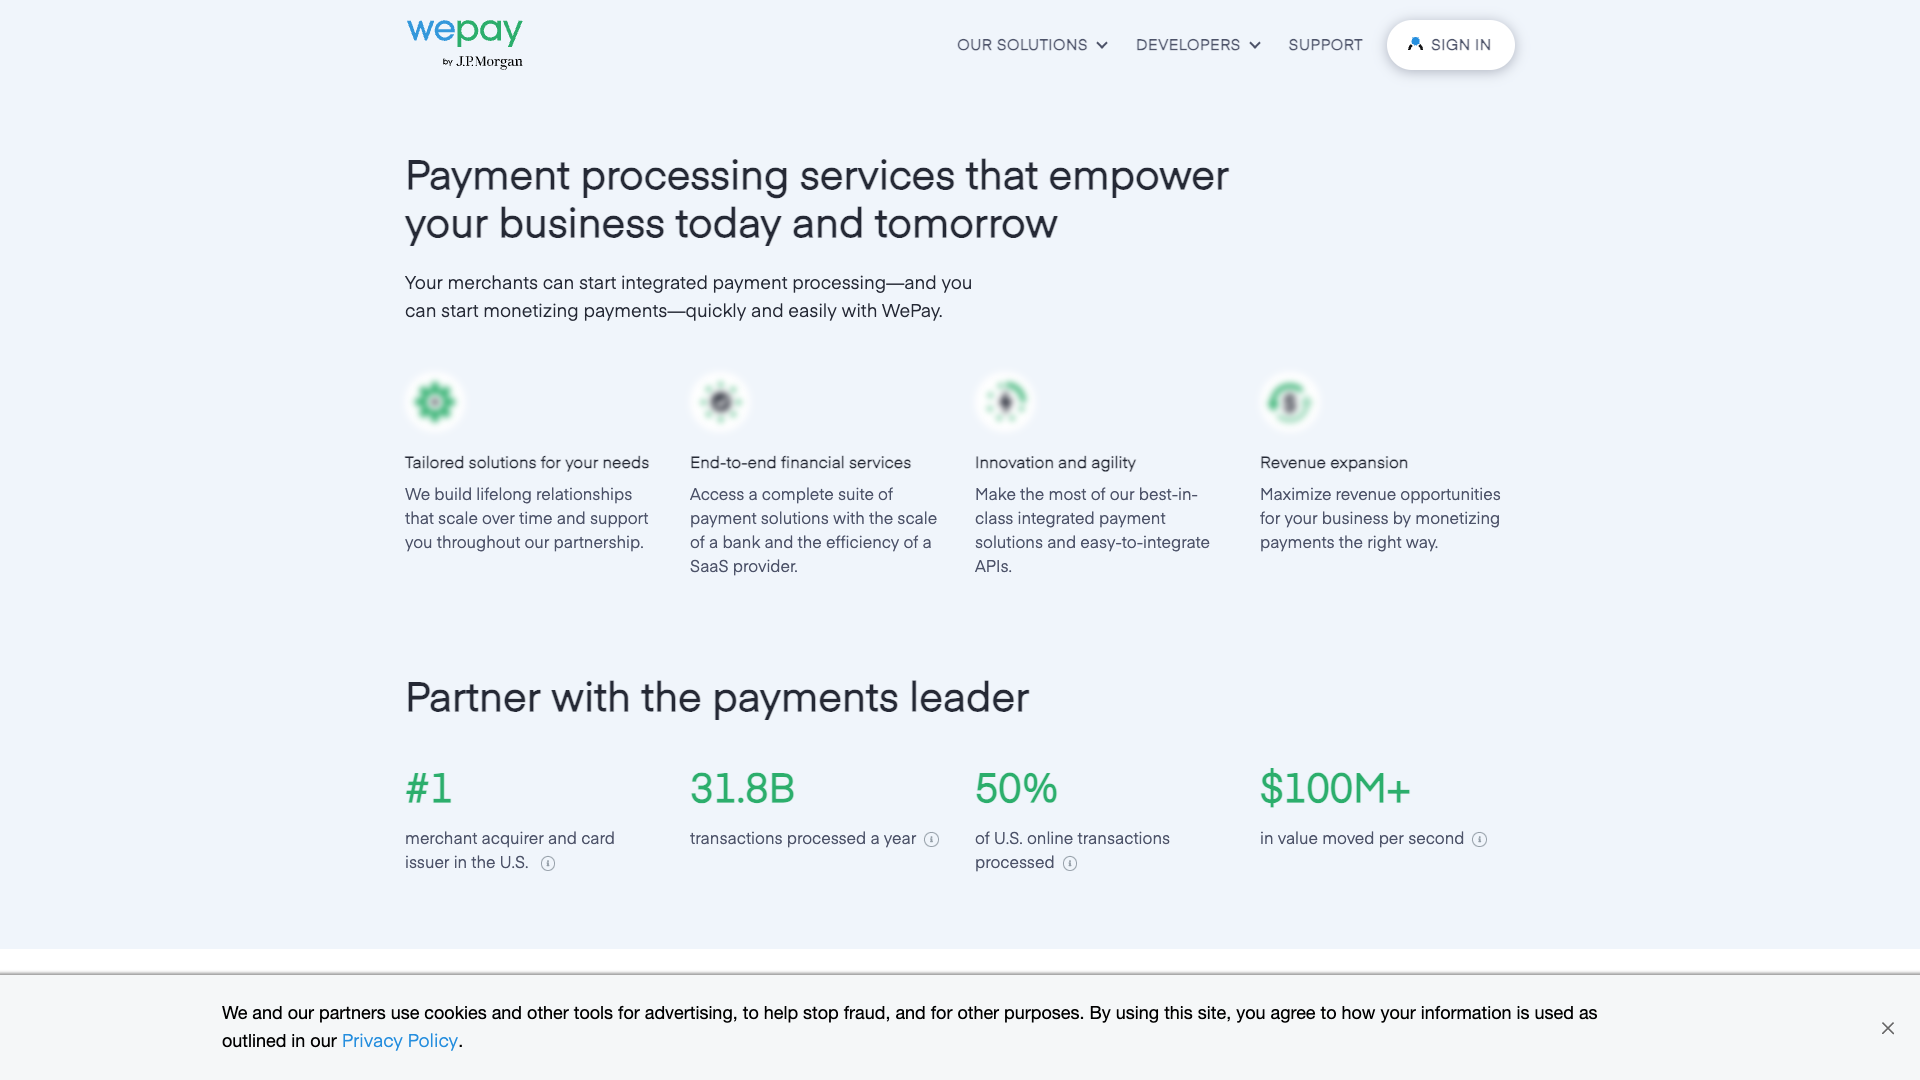 wepay
by J.P.Morgan
OUR SOLUTIONS
DEVELOPERS
SUPPORT
SIGN IN
Payment processing services that empower
your business today and tomorrow
Your merchants can start integrated payment processing—and you
can start monetizing payments—quickly and easily with WePay.
Tailored solutions for your needs
We build lifelong relationships
that scale over time and support
you throughout our partnership.
End-to-end financial services
Access a complete suite of
payment solutions with the scale
of a bank and the efficiency of a
SaaS provider.
Innovation and agility
Make the most of our best-in-
class integrated payment
solutions and easy-to-integrate
APIs.
Revenue expansion
Maximize revenue opportunities
for your business by monetizing
payments the right way.
Partner with the payments leader
#1
merchant acquirer and card
issuer in the U.S.
31.8B
transactions processed a year
50%
of U.S. online transactions
processed
$100M+
in value moved per second
We and our partners use cookies and other tools for advertising, to help stop fraud, and for other purposes. By using this site, you agree to how your information is used as
outlined in our Privacy Policy.